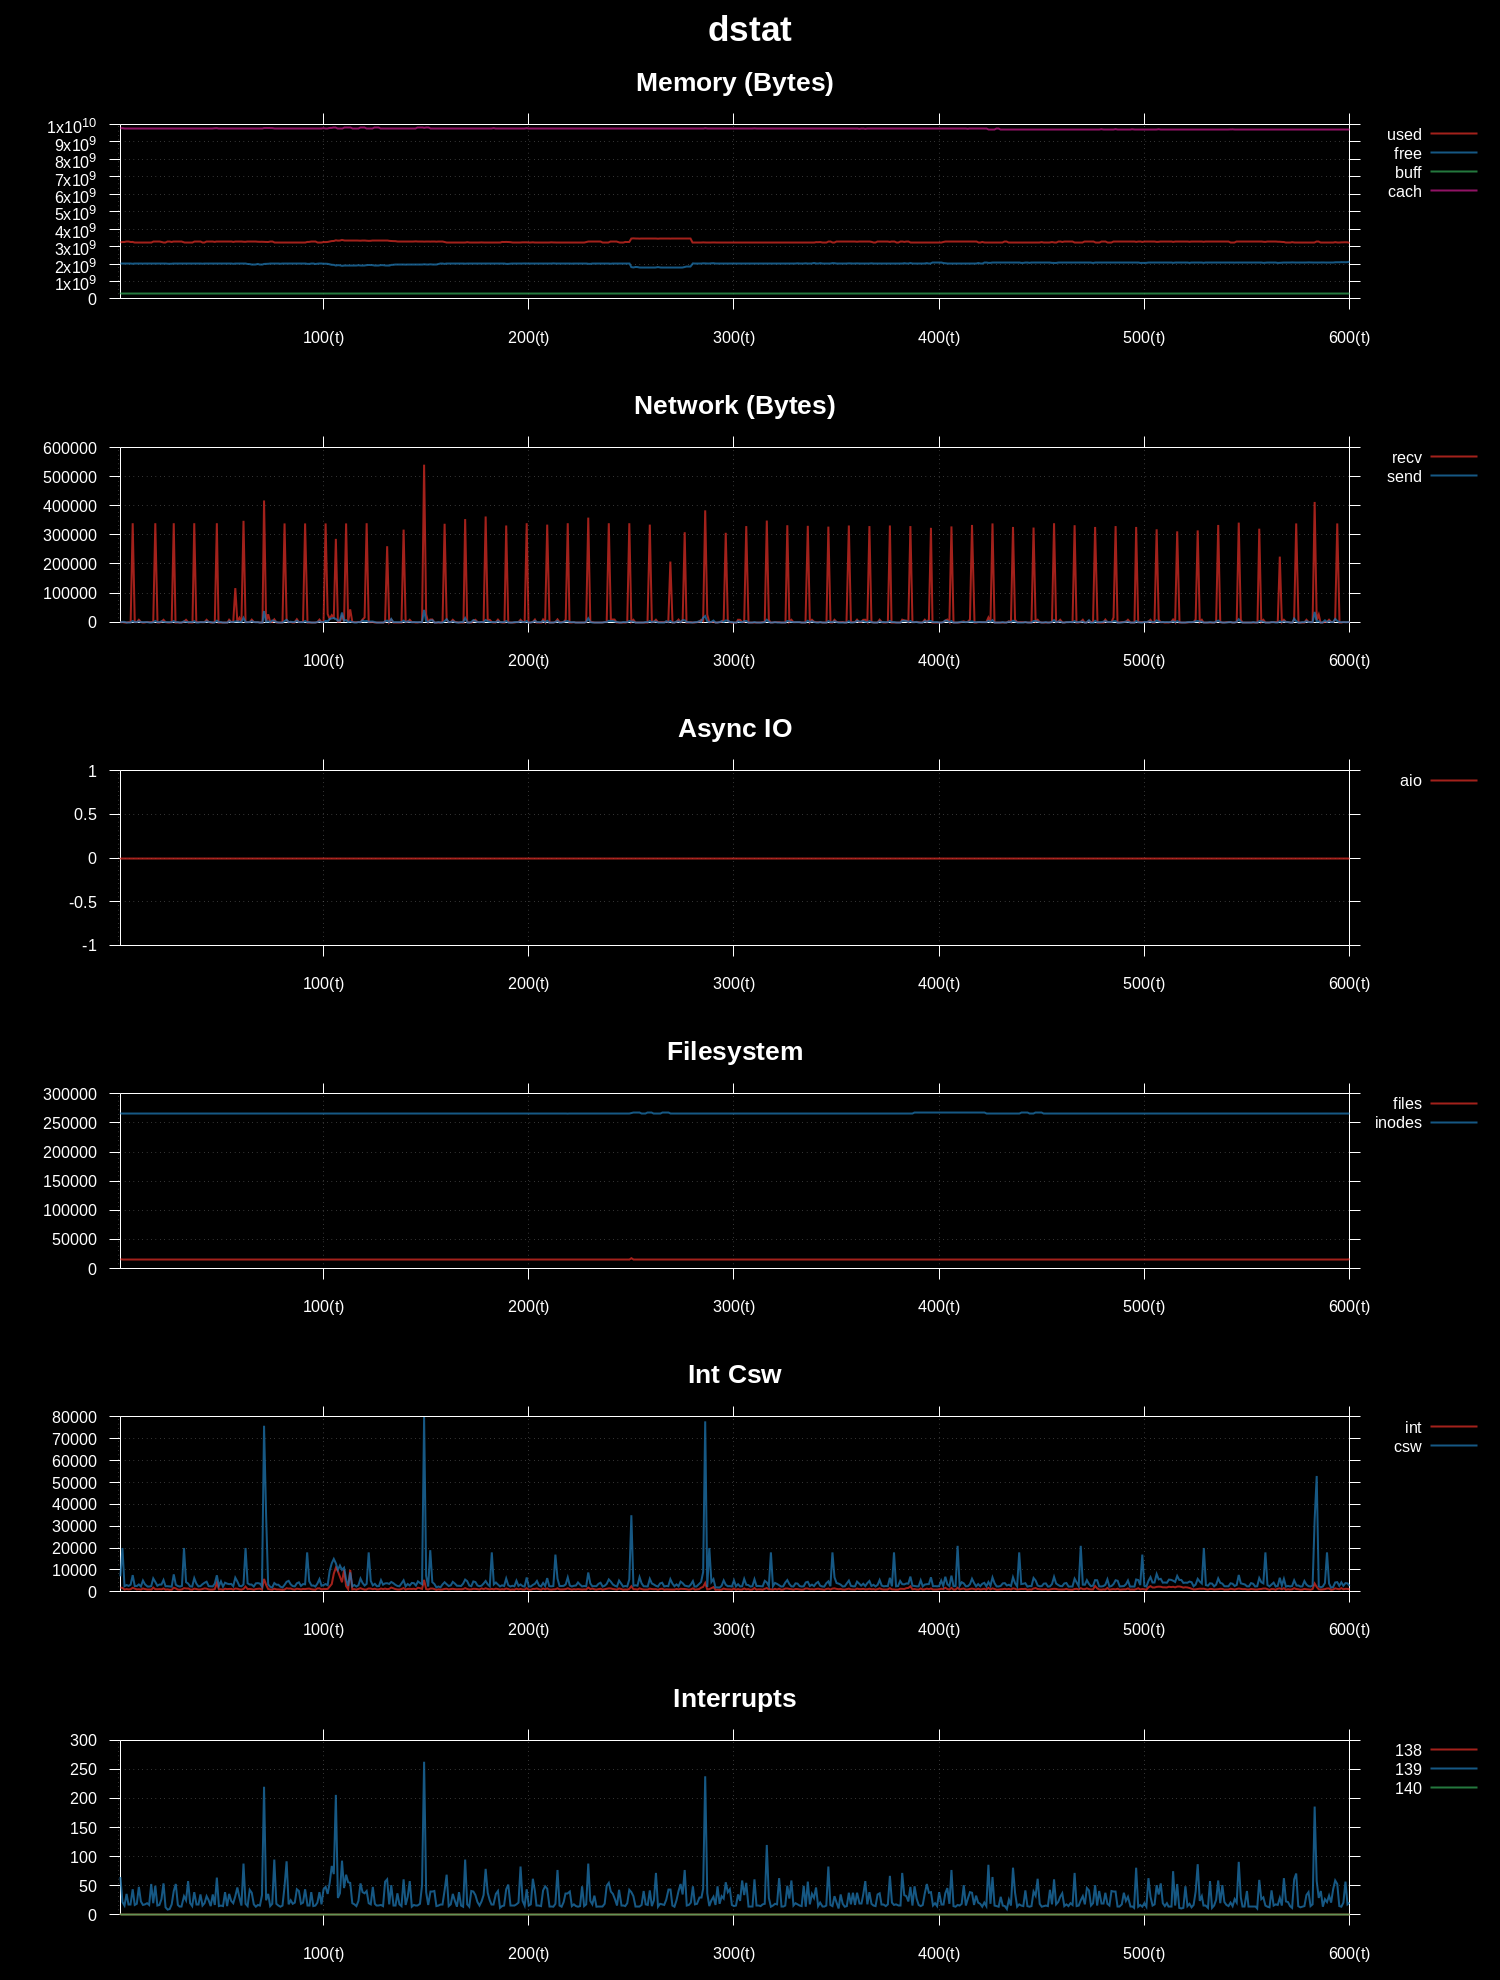 dstat
Memory (Bytes)
1x10^10
9x10^9
8x10^9
7x10^9
6x10^9
5x10^9
4x10^9
3x10^9
2x10^9
1x10^9
0
100(t) 200(t) 300(t) 400(t) 500(t) 600(t)
used
free
buff
cach
Network (Bytes)
600000
500000
400000
300000
200000
100000
0
100(t) 200(t) 300(t) 400(t) 500(t) 600(t)
recv
send
Async IO
1
0.5
0
-0.5
-1
100(t) 200(t) 300(t) 400(t) 500(t) 600(t)
aio
Filesystem
300000
250000
200000
150000
100000
50000
0
100(t) 200(t) 300(t) 400(t) 500(t) 600(t)
files
inodes
Int Csw
80000
70000
60000
50000
40000
30000
20000
10000
0
100(t) 200(t) 300(t) 400(t) 500(t) 600(t)
int
csw
Interrupts
300
250
200
150
100
50
0
100(t) 200(t) 300(t) 400(t) 500(t) 600(t)
138
139
140